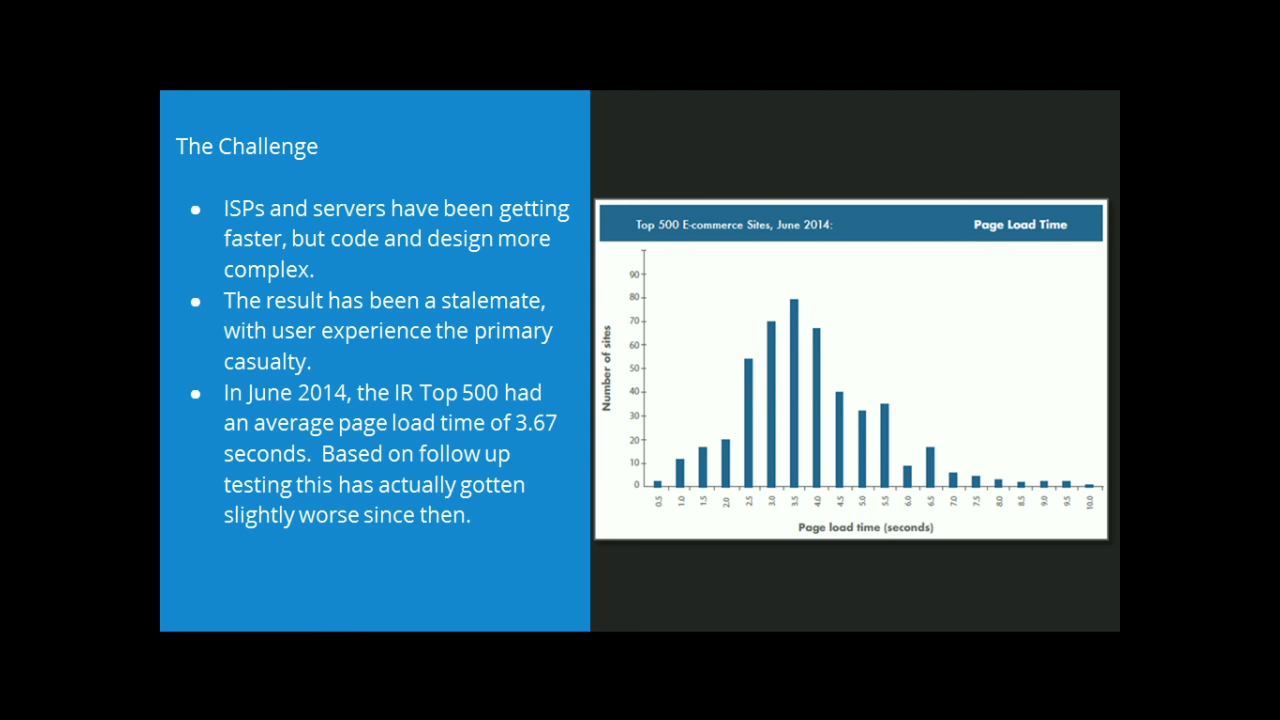 The Challenge
● ISPs and servers have been getting
faster, but code and design more
complex.
● The result has been a stalemate,
with user experience the primary
casualty.
● In June 2014, the IR Top 500 had
an average page load time of 3.67
seconds.  Based on follow up
testing this has actually gotten
slightly worse since then.
Top 500 E-commerce Sites, June 2014:
Page Load Time
Number of sites
90
80
70
60
50
40
30
20
10
0
0.5 1.0 1.5 2.0 2.5 3.0 3.5 4.0 4.5 5.0 5.5 6.0 6.5 7.0 7.5 8.0 8.5 9.0 9.5 10.0
Page load time (seconds)